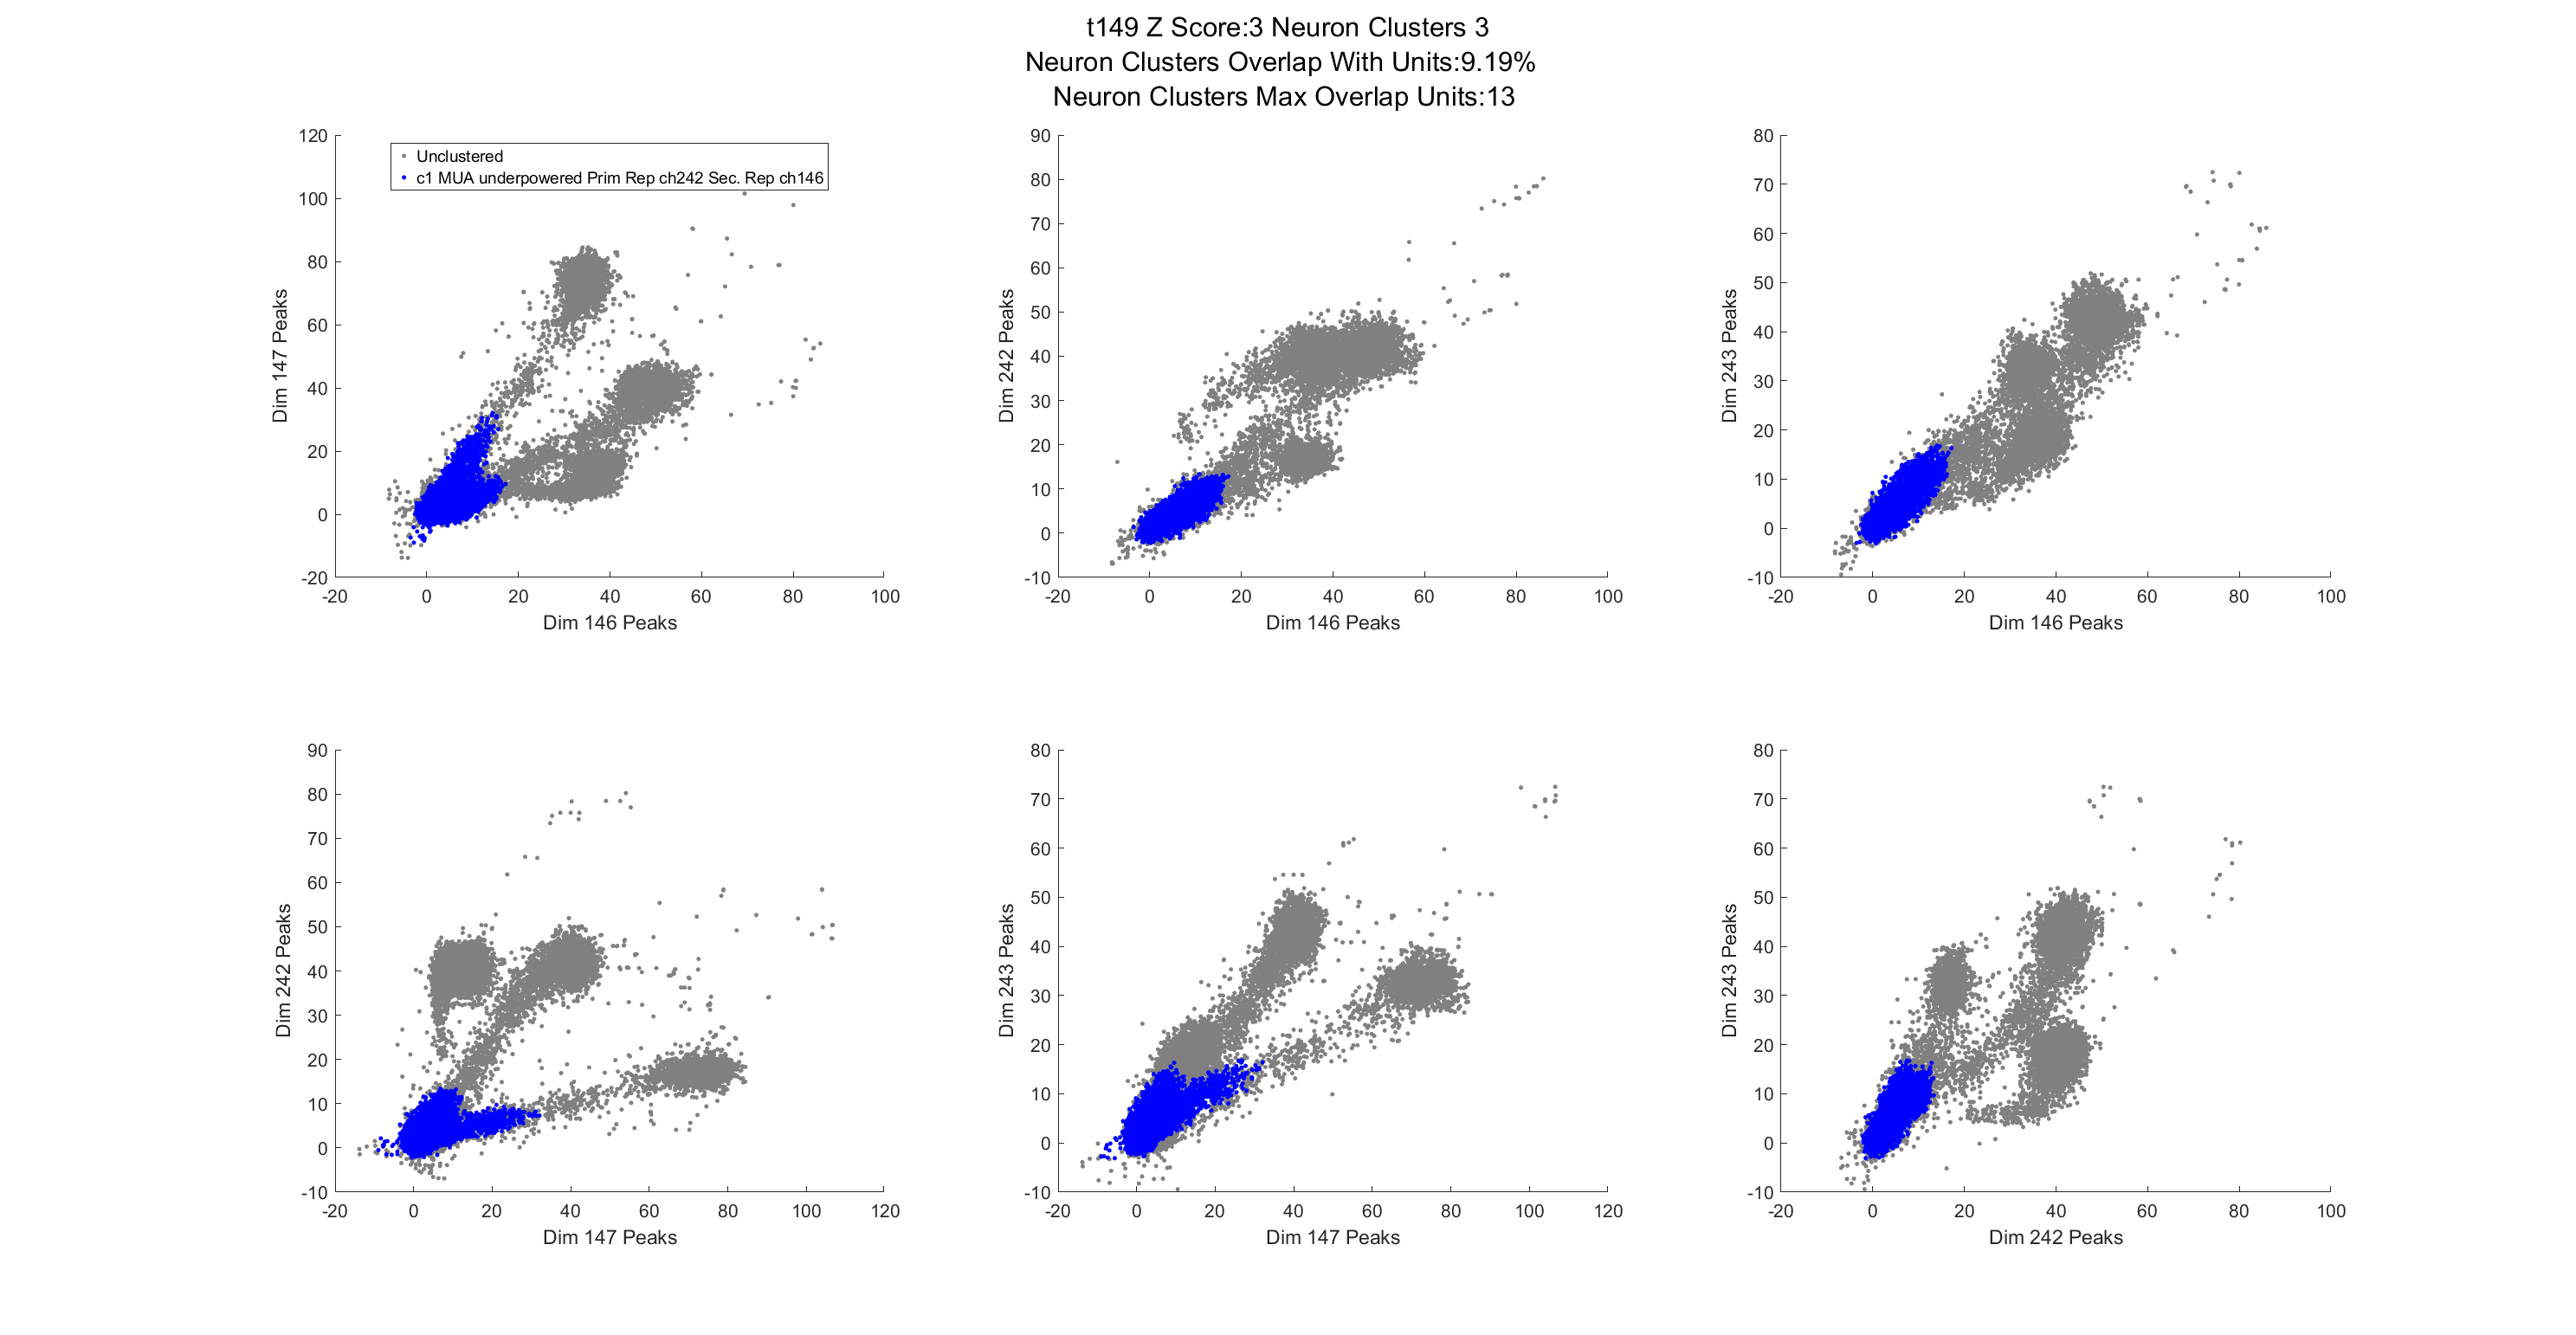 t149 Z Score:3 Neuron Clusters 3
Neuron Clusters Overlap With Units:9.19%
Neuron Clusters Max Overlap Units:13
120
100
80
60
40
20
0
-20
Dim 147 Peaks
Unclustered
c1 MUA underpowered Prim Rep ch242 Sec. Rep ch146
-20 0 20 40 60 80 100
Dim 146 Peaks
90
80
70
60
50
40
30
20
10
0
-10
Dim 242 Peaks
-20 0 20 40 60 80 100
Dim 146 Peaks
80
70
60
50
40
30
20
10
0
-10
Dim 243 Peaks
-20 0 20 40 60 80 100
Dim 146 Peaks
90
80
70
60
50
40
30
20
10
0
-10
Dim 242 Peaks
-20 0 20 40 60 80 100 120
Dim 147 Peaks
80
70
60
50
40
30
20
10
0
-10
Dim 243 Peaks
-20 0 20 40 60 80 100 120
Dim 147 Peaks
80
70
60
50
40
30
20
10
0
-10
Dim 243 Peaks
-20 0 20 40 60 80 100
Dim 242 Peaks